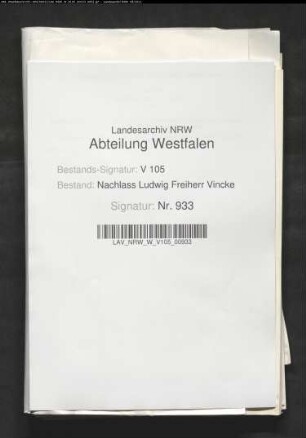 Landesarchiv NRW
Abteilung Westfalen
Bestands-Signatur: V 105
Bestand: Nachlass Ludwig Freiherr Vincke
Signatur: Nr. 933
LAV_NRW_W_V105_00933